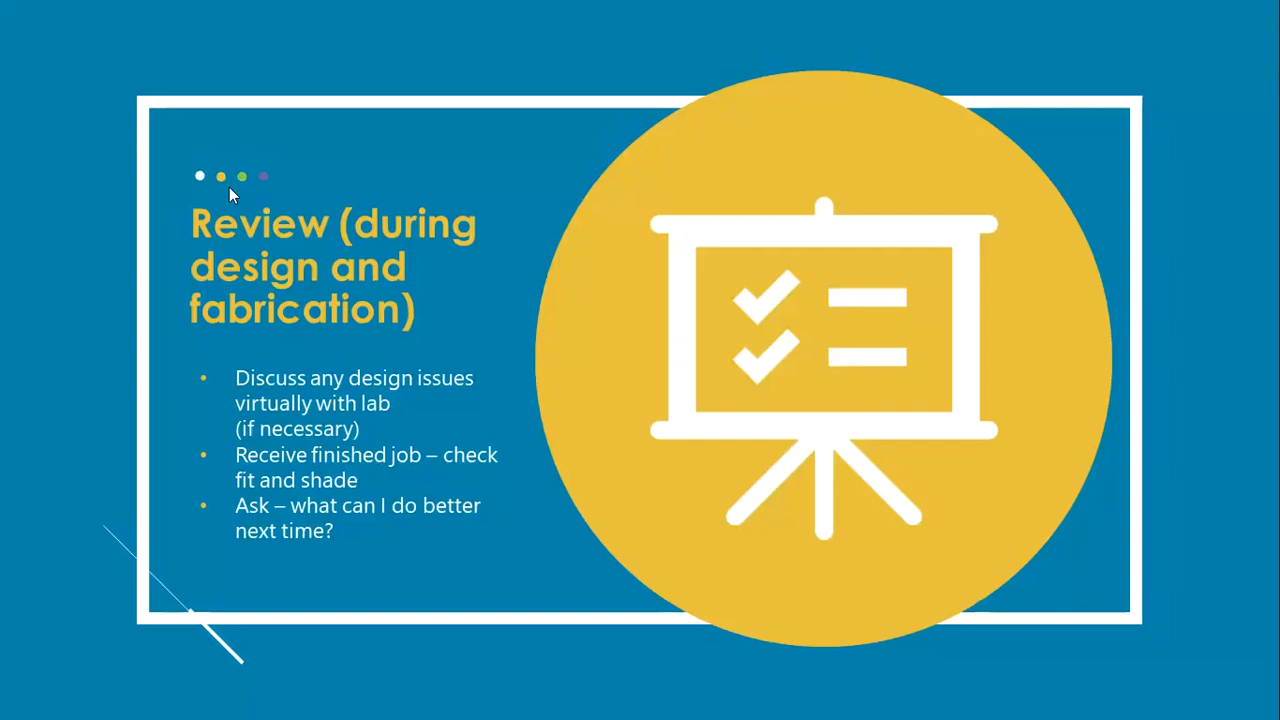 Review (during
design and
fabrication)
• Discuss any design issues
virtually with lab
(if necessary)
• Receive finished job – check
fit and shade
• Ask – what can I do better
next time?